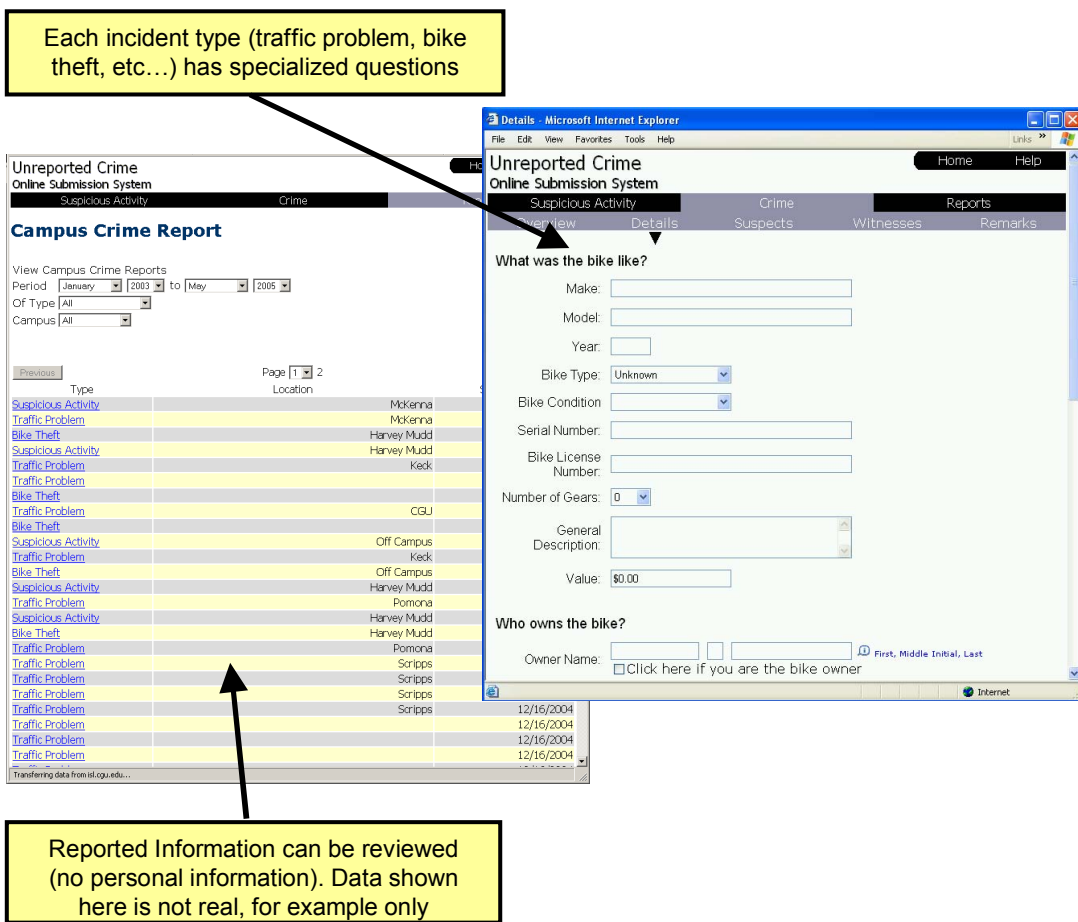 Each incident type (traffic problem, bike
theft, etc…) has specialized questions
Unreported Crime
Online Submission System
Suspicious Activity Crime
Campus Crime Report
View Campus Crime Reports
Period January 2003 to May 2005
Of Type All
Campus All
Previous Page 1 2
Type Location
Suspicious Activity McKenna
Traffic Problem McKenna
Bike Theft Harvey Mudd
Suspicious Activity Harvey Mudd
Traffic Problem Keck
Traffic Problem
Bike Theft
Traffic Problem CGU
Bike Theft
Suspicious Activity Off Campus
Traffic Problem Keck
Bike Theft Off Campus
Suspicious Activity Harvey Mudd
Traffic Problem Pomona
Suspicious Activity Harvey Mudd
Bike Theft Harvey Mudd
Traffic Problem Pomona
Traffic Problem Scripps
Traffic Problem Scripps
Traffic Problem Scripps
Traffic Problem Scripps 12/16/2004
Traffic Problem 12/16/2004
Traffic Problem 12/16/2004
Traffic Problem 12/16/2004
Transferring data from isl.cgu.edu...
Details - Microsoft Internet Explorer
File Edit View Favorites Tools Help Links »
Unreported Crime Home Help
Online Submission System
Suspicious Activity Crime Reports
Overview Details Suspects Witnesses Remarks
What was the bike like?
Make:
Model:
Year:
Bike Type: Unknown
Bike Condition
Serial Number:
Bike License
Number:
Number of Gears: 0
General
Description:
Value: $0.00
Who owns the bike?
Owner Name: First, Middle Initial, Last
Click here if you are the bike owner
Internet
Reported Information can be reviewed
(no personal information). Data shown
here is not real, for example only